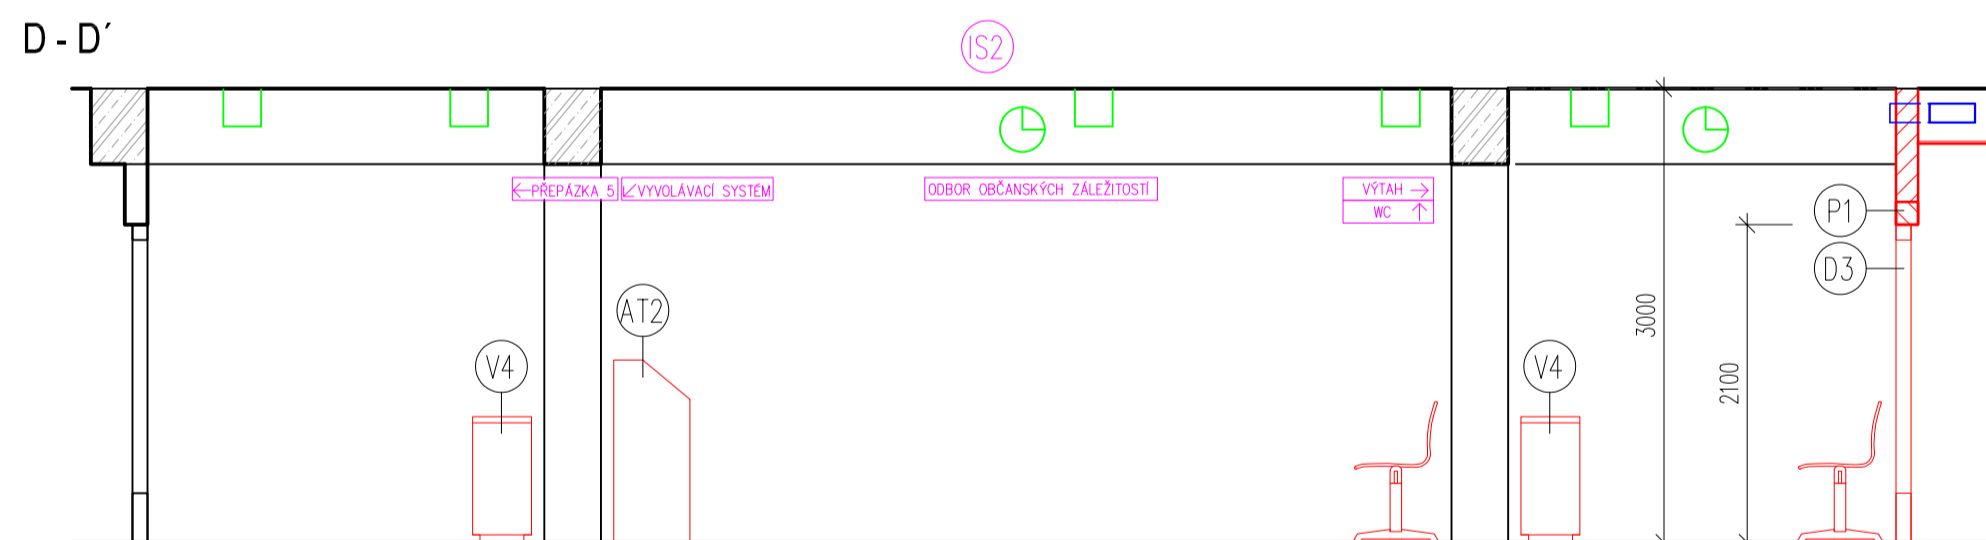 D - D´
IS2
←PŘEPÁZKA 5
↙VYVOLÁVACÍ SYSTÉM
ODBOR OBČANSKÝCH ZÁLEŽITOSTÍ
VÝTAH →
WC ↑
P1
D3
AT2
V4
V4
3000
2100